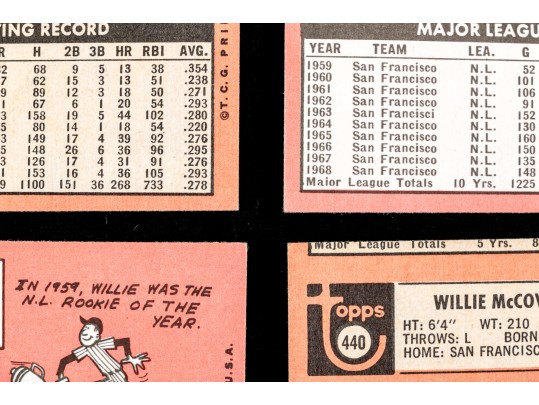 ING RECORD
R H 2B 3B HR RBI AVG.
2 68 9 5 13 38 .354
7 62 15 3 13 51 .238
9 89 12 3 18 50 .271
1 67 6 1 20 54 .293
3 158 19 5 44 102 .280
5 80 14 1 18 54 .220
3 149 17 4 39 92 .276
5 148 26 6 36 96 .295
3 126 17 4 31 91 .276
1 153 16 4 36 105 .293
9 1100 151 36 268 733 .278
©T.C.G. PRI
MAJOR LEAGU
YEAR TEAM LEA. G
1959 San Francisco N.L. 52
1960 San Francisco N.L. 101
1961 San Francisco N.L. 106
1962 San Francisco N.L. 91
1963 San Francisci N.L. 152
1964 San Francisco N.L. 130
1965 San Francisco N.L. 160
1966 San Francisco N.L. 150
1967 San Francisco N.L. 135
1968 San Francisco N.L. 148
Major League Totals 10 Yrs. 1225
IN 1959, WILLIE WAS THE
N.L. ROOKIE OF THE
YEAR.
U.S.A.
Major League Totals 5 Yrs. 8
Topps
440
WILLIE McCOV
HT: 6'4" WT: 210
THROWS: L BORN
HOME: SAN FRANCISC